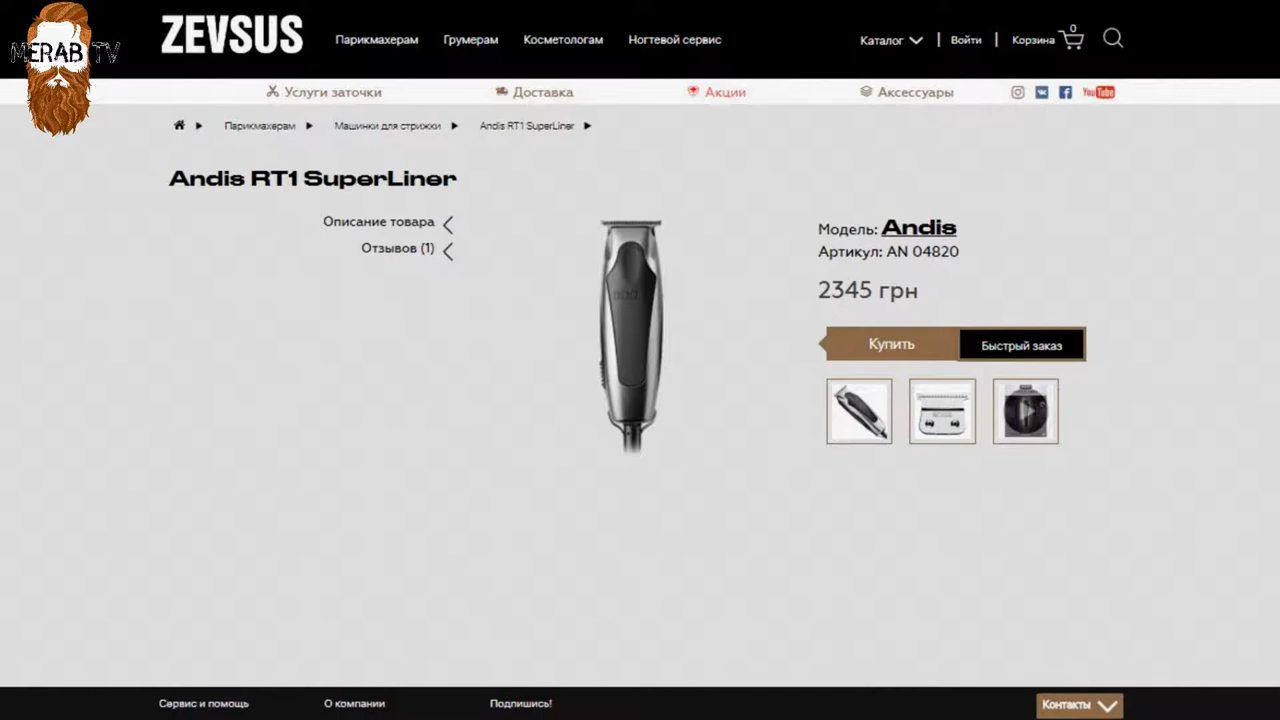 MERAB TV
ZEVSUS
Парикмахерам Грумерам Косметологам Ногтевой сервис
Каталог | Войти | Корзина 0
Услуги заточки Доставка Акции Аксессуары YouTube
Парикмахерам Машинки для стрижки Andis RT1 SuperLiner
Andis RT1 SuperLiner
Описание товара
Отзывов (1)
Модель: Andis
Артикул: AN 04820
2345 грн
Купить Быстрый заказ
Сервис и помощь О компании Подпишись! Контакты